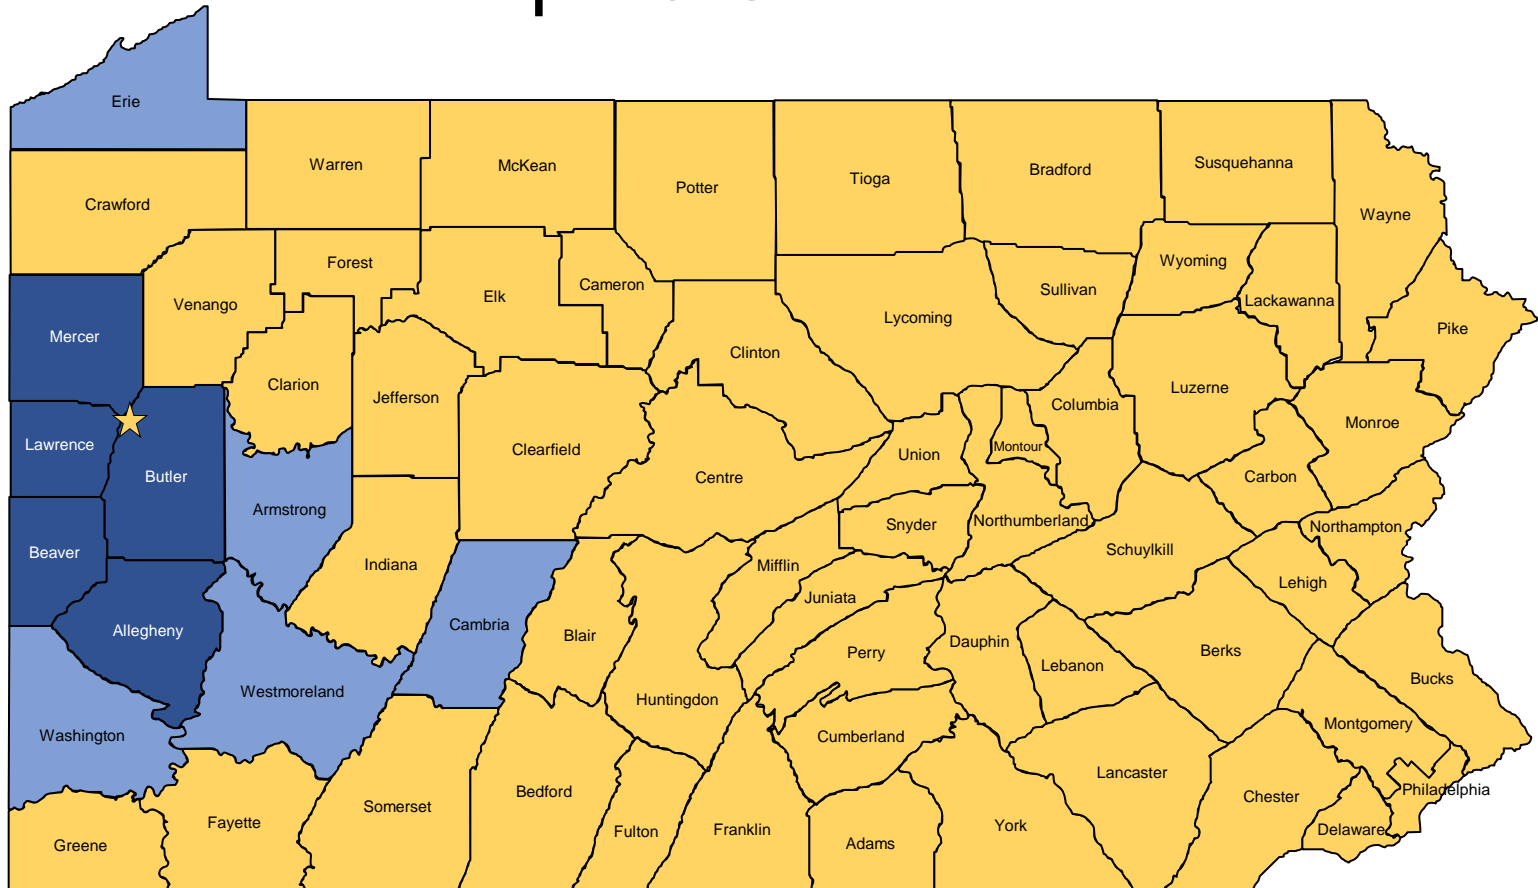 Erie
Warren
McKean
Susquehanna
Bradford
Tioga
Potter
Crawford
Wayne
Wyoming
Forest
Cameron
Sullivan
Elk
Lackawanna
Venango
Lycoming
Pike
Mercer
Clinton
Clarion
Luzerne
Jefferson
Columbia
Monroe
Lawrence
Montour
Clearfield
Union
Butler
Centre
Carbon
Armstrong
Northumberland
Snyder
Northampton
Beaver
Schuylkill
Indiana
Mifflin
Lehigh
Juniata
Cambria
Allegheny
Blair
Dauphin
Perry
Berks
Lebanon
Bucks
Westmoreland
Huntingdon
Montgomery
Washington
Cumberland
Lancaster
Philadelphia
Bedford
Chester
Somerset
Fayette
York
Franklin
Delaware
Fulton
Adams
Greene